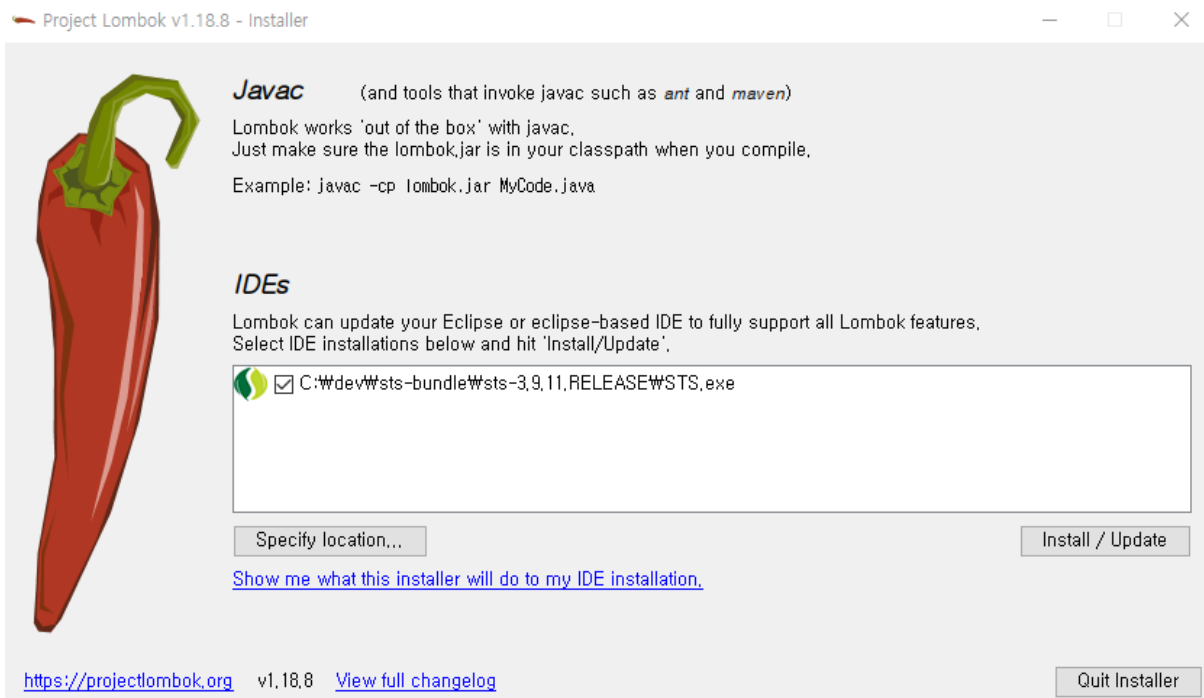 Project Lombok v1.18.8 - Installer
Javac (and tools that invoke javac such as ant and maven)
Lombok works 'out of the box' with javac.
Just make sure the lombok.jar is in your classpath when you compile.
Example: javac -cp lombok.jar MyCode.java
IDEs
Lombok can update your Eclipse or eclipse-based IDE to fully support all Lombok features.
Select IDE installations below and hit 'Install/Update'.
C:₩dev₩sts-bundle₩sts-3.9.11.RELEASE₩STS.exe
Specify location...
Install / Update
Show me what this installer will do to my IDE installation.
https://projectlombok.org v1.18.8 View full changelog
Quit Installer